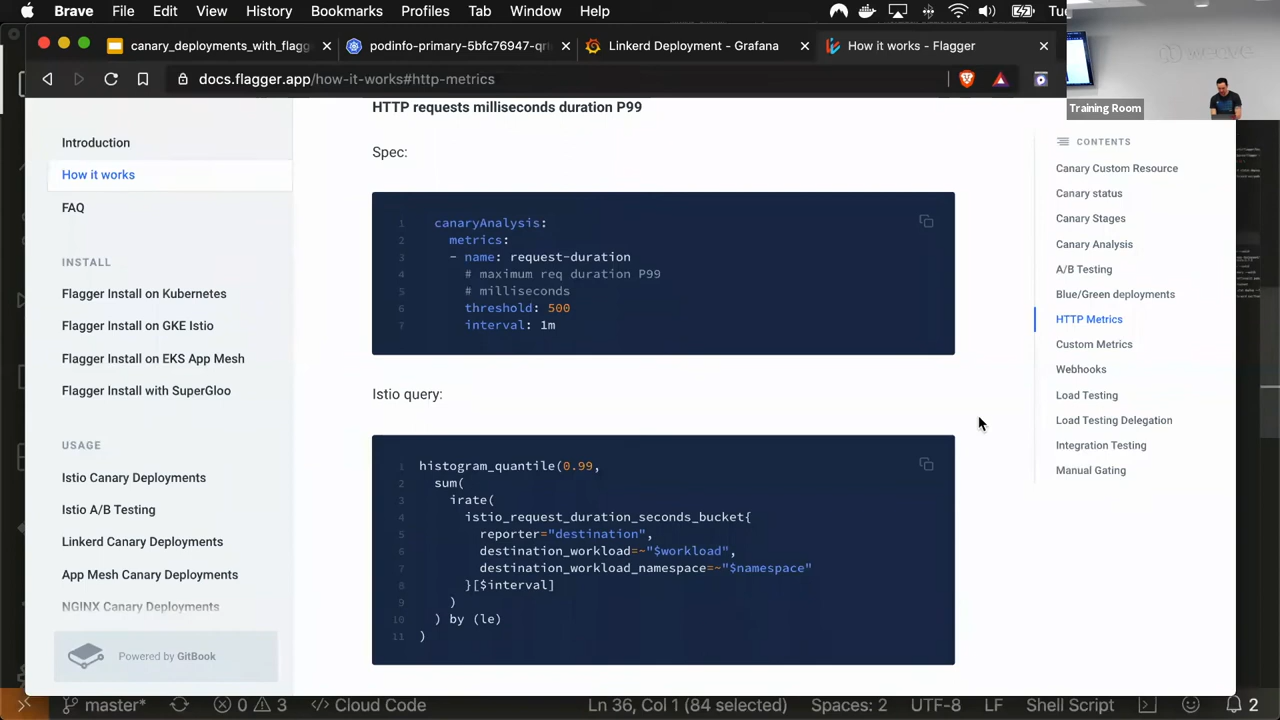 Brave File Edit View History Bookmarks Profiles Tab Window Help
canary_deployments_with_flagg
podinfo-primary-5bfc76947-qr
Grafana
How it works - Flagger
docs.flagger.app/how-it-works#http-metrics
Training Room
weave
Introduction
How it works
FAQ
INSTALL
Flagger Install on Kubernetes
Flagger Install on GKE Istio
Flagger Install on EKS App Mesh
Flagger Install with SuperGloo
USAGE
Istio Canary Deployments
Istio A/B Testing
Linkerd Canary Deployments
App Mesh Canary Deployments
NGINX Canary Deployments
Powered by GitBook
HTTP requests milliseconds duration P99
Spec:
1 canaryAnalysis:
2 metrics:
3 - name: request-duration
4 # maximum req duration P99
5 # milliseconds
6 threshold: 500
7 interval: 1m
Istio query:
1 histogram_quantile(0.99,
2 sum(
3 irate(
4 istio_request_duration_seconds_bucket{
5 reporter="destination",
6 destination_workload=~"$workload",
7 destination_workload_namespace=~"$namespace"
8 }[$interval]
9 )
10 ) by (le)
11 )
CONTENTS
Canary Custom Resource
Canary status
Canary Stages
Canary Analysis
A/B Testing
Blue/Green deployments
HTTP Metrics
Custom Metrics
Webhooks
Load Testing
Load Testing Delegation
Integration Testing
Manual Gating
master* 0 3 Cloud Code Ln 36, Col 1 (84 selected) Spaces: 2 UTF-8 LF Shell Script 2